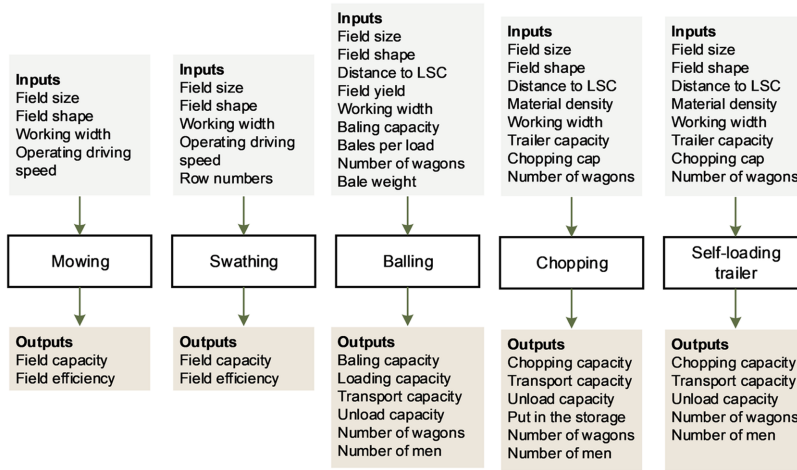 Inputs
Field size
Field shape
Working width
Operating driving
speed
Mowing
Outputs
Field capacity
Field efficiency
Inputs
Field size
Field shape
Working width
Operating driving
speed
Row numbers
Swathing
Outputs
Field capacity
Field efficiency
Inputs
Field size
Field shape
Distance to LSC
Field yield
Working width
Baling capacity
Bales per load
Number of wagons
Bale weight
Balling
Outputs
Baling capacity
Loading capacity
Transport capacity
Unload capacity
Number of wagons
Number of men
Inputs
Field size
Field shape
Distance to LSC
Material density
Working width
Trailer capacity
Chopping cap
Number of wagons
Chopping
Outputs
Chopping capacity
Transport capacity
Unload capacity
Put in the storage
Number of wagons
Number of men
Inputs
Field size
Field shape
Distance to LSC
Material density
Working width
Trailer capacity
Chopping cap
Number of wagons
Self-loading
trailer
Outputs
Chopping capacity
Transport capacity
Unload capacity
Number of wagons
Number of men